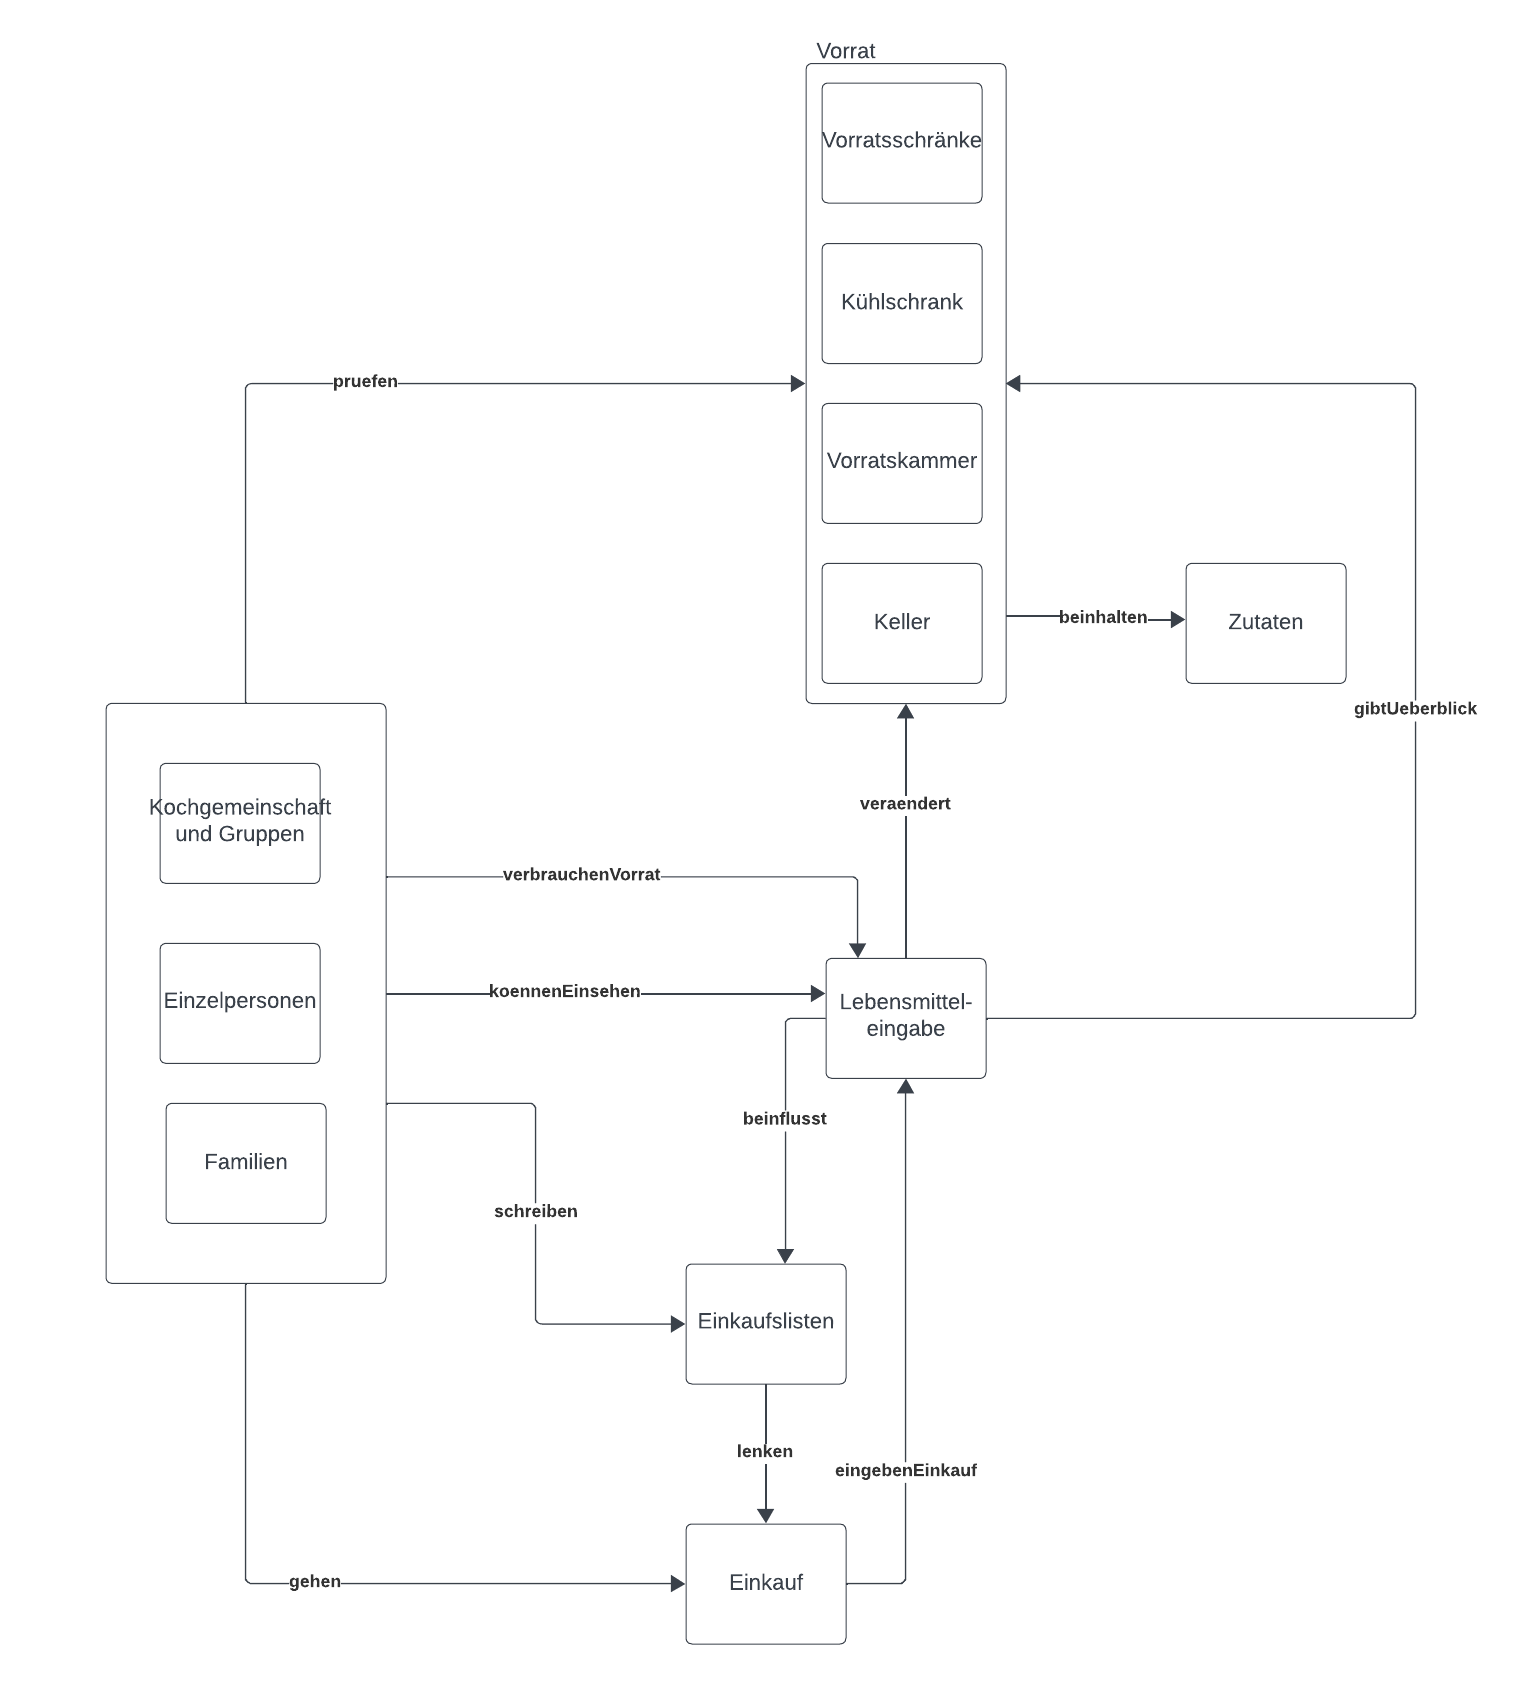 Vorrat
Vorratsschränke
Kühlschrank
pruefen
Vorratskammer
beinhalten
Keller
Zutaten
gibtUeberblick
Kochgemeinschaft
und Gruppen
veraendert
verbrauchenVorrat
Einzelpersonen
koennenEinsehen
Lebensmittel-
eingabe
beinflusst
Familien
schreiben
Einkaufslisten
lenken
eingebenEinkauf
gehen
Einkauf